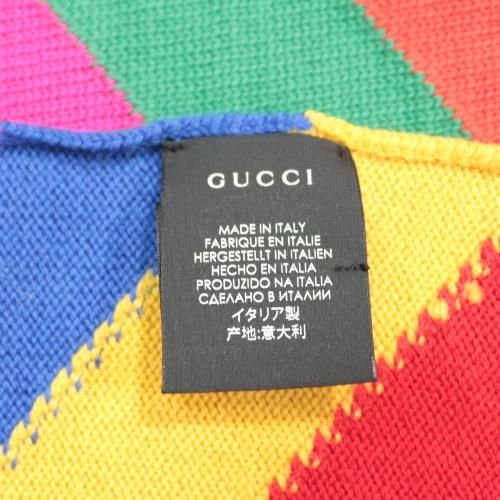 GUCCI
MADE IN ITALY
FABRIQUE EN ITALIE
HERGESTELLT IN ITALIEN
HECHO EN ITALIA
PRODUZIDO NA ITALIA
СДЕЛАНО В ИТАЛИИ
イタリア製
产地:意大利